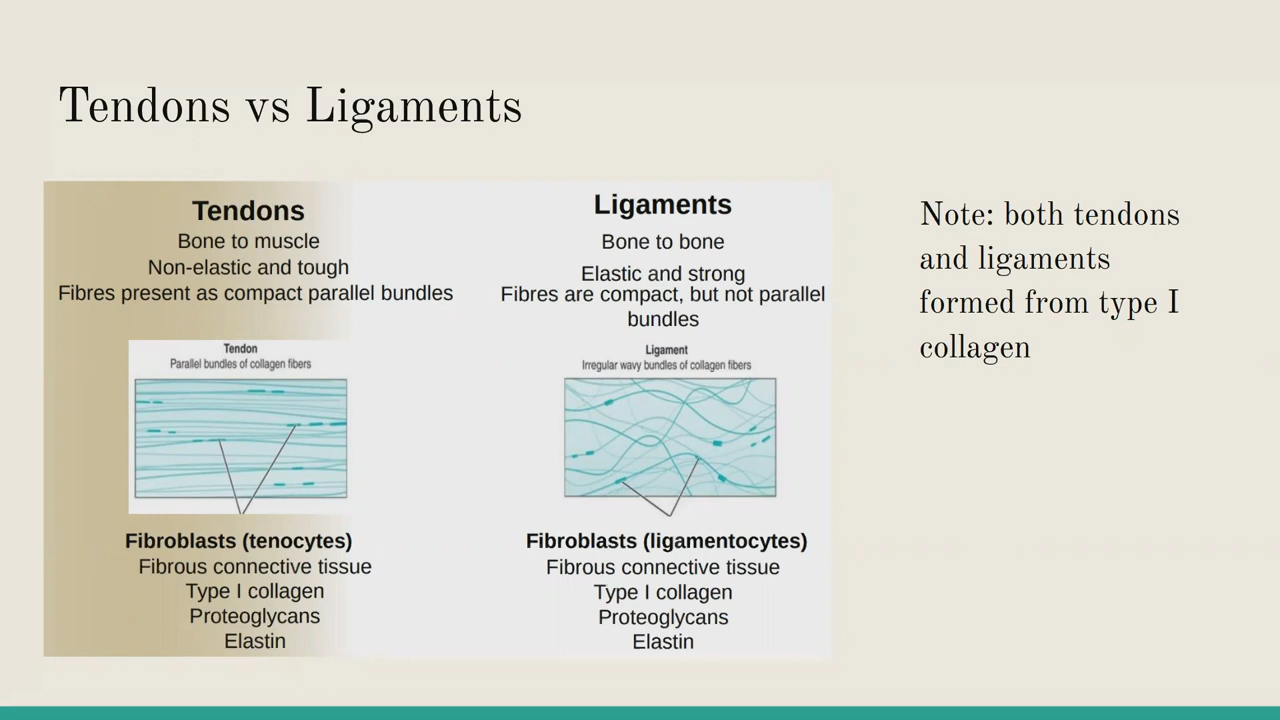 Tendons vs Ligaments
Tendons
Bone to muscle
Non-elastic and tough
Fibres present as compact parallel bundles
Tendon
Parallel bundles of collagen fibers
Fibroblasts (tenocytes)
Fibrous connective tissue
Type I collagen
Proteoglycans
Elastin
Ligaments
Bone to bone
Elastic and strong
Fibres are compact, but not parallel
bundles
Ligament
Irregular wavy bundles of collagen fibers
Fibroblasts (ligamentocytes)
Fibrous connective tissue
Type I collagen
Proteoglycans
Elastin
Note: both tendons
and ligaments
formed from type I
collagen